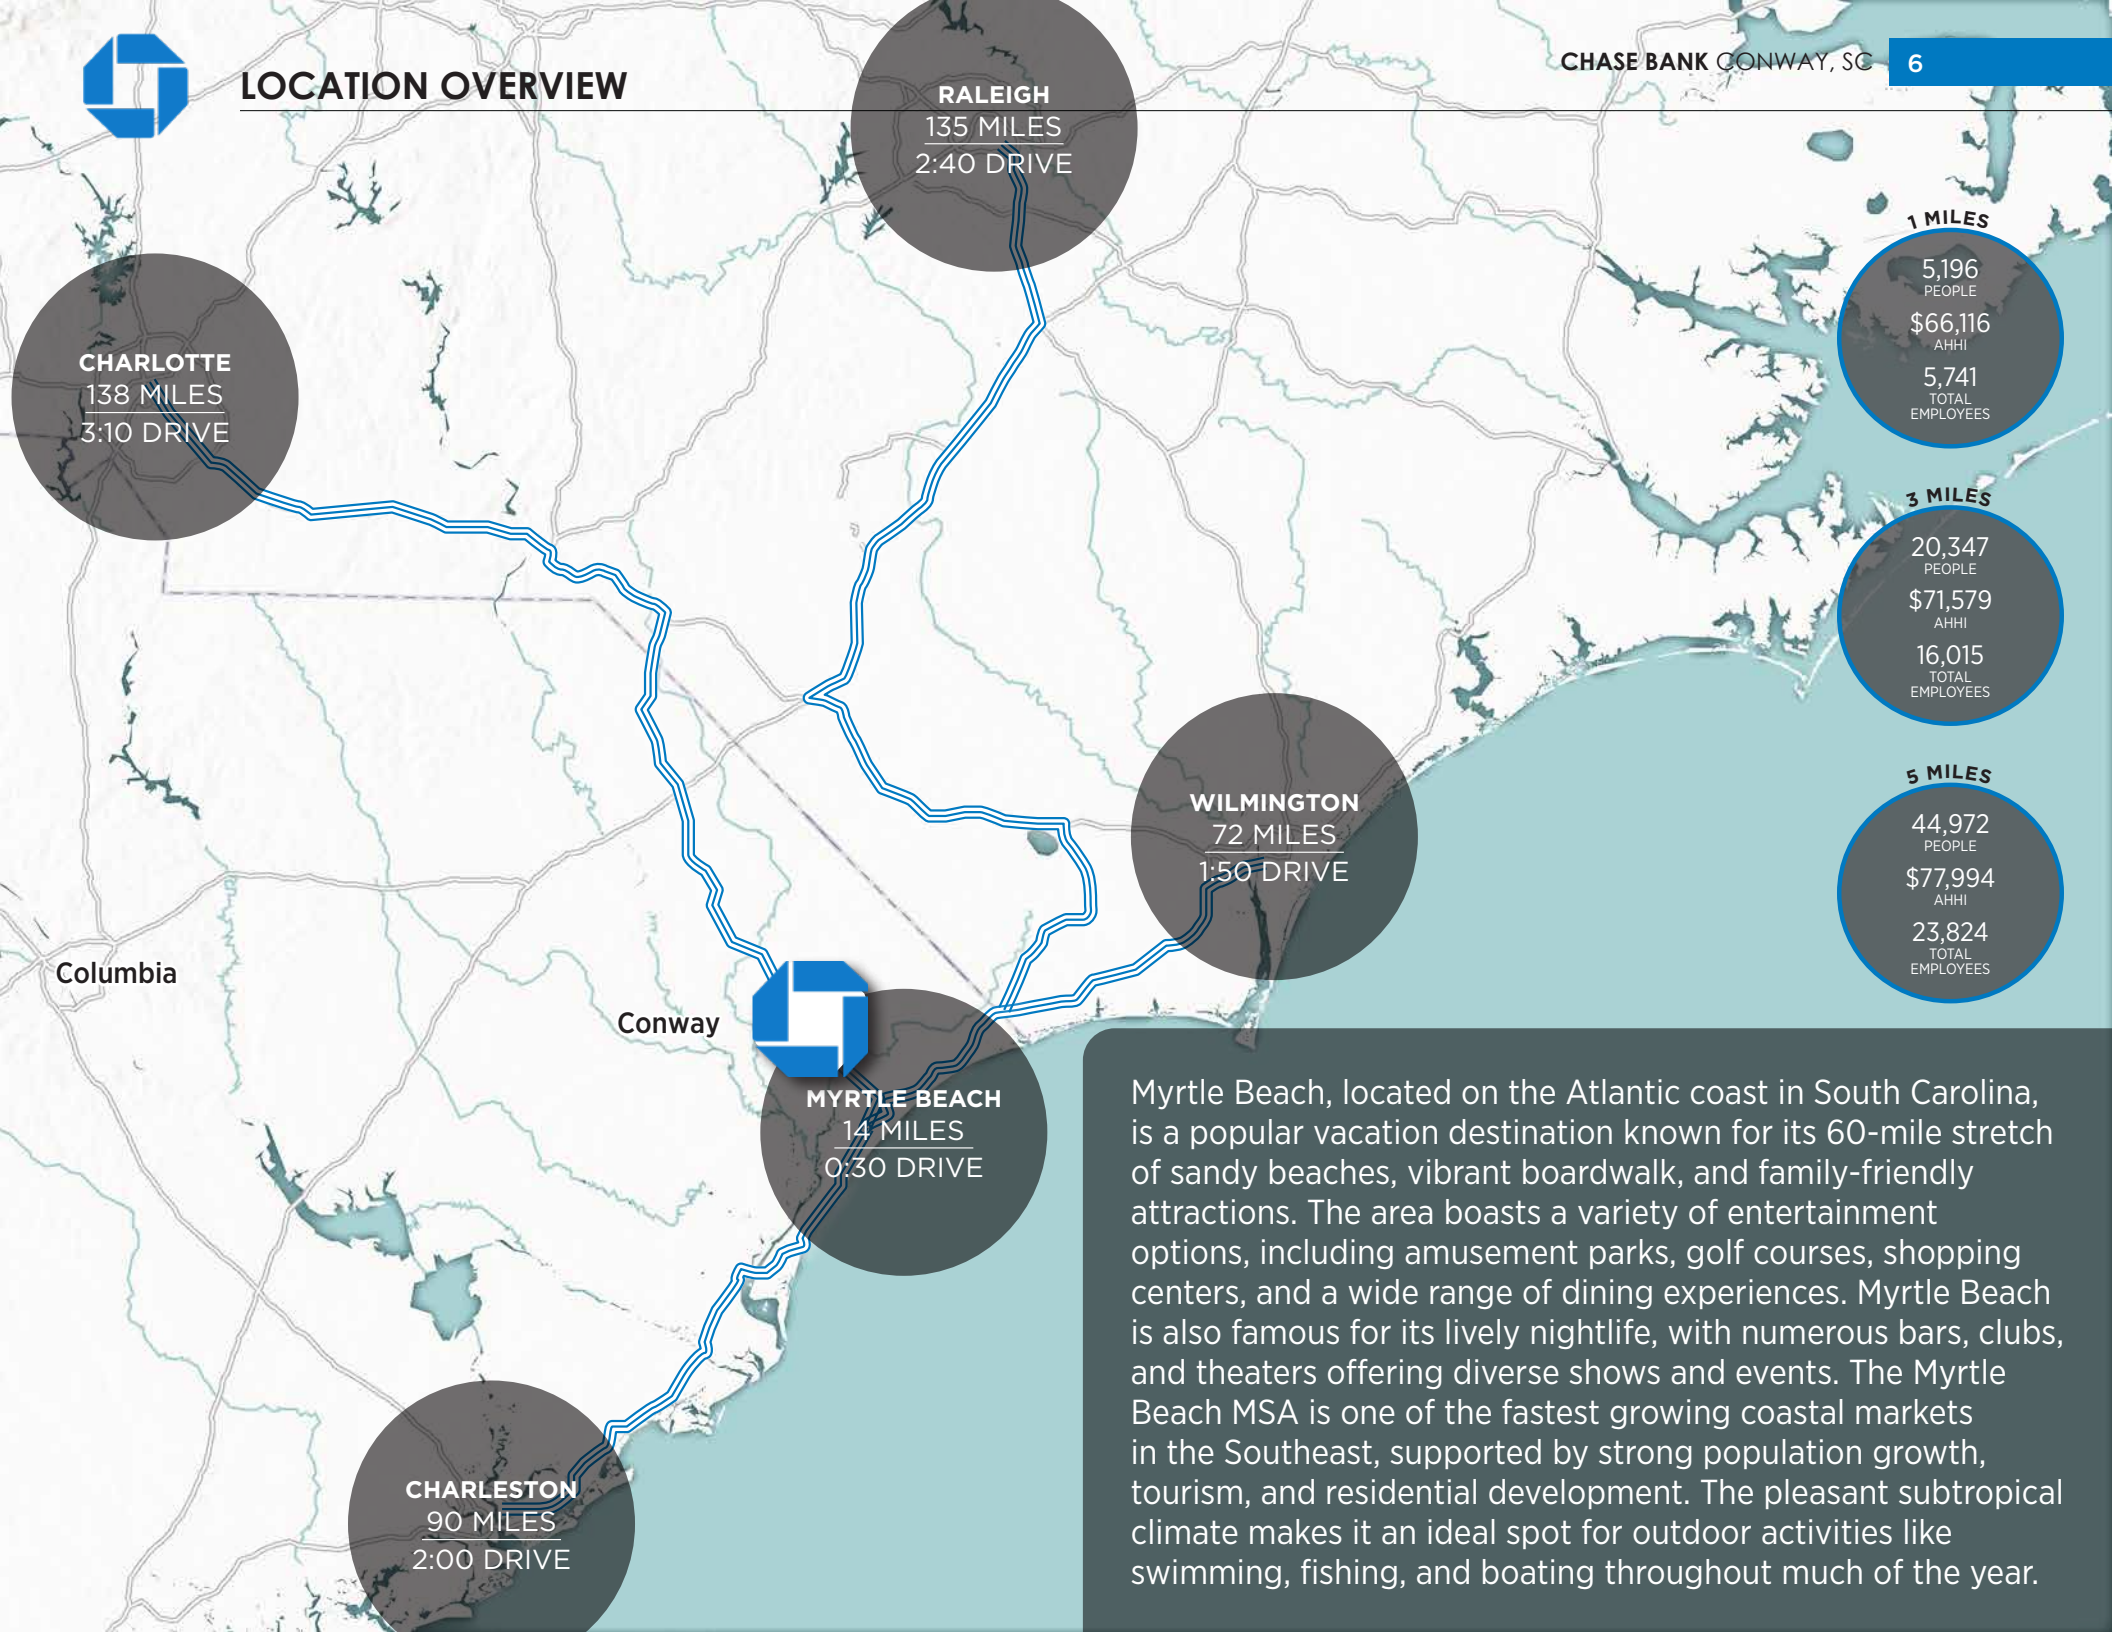 LOCATION OVERVIEW
CHASE BANK CONWAY, SC
6
RALEIGH
135 MILES
2:40 DRIVE
CHARLOTTE
138 MILES
3:10 DRIVE
WILMINGTON
72 MILES
1:50 DRIVE
Columbia
Conway
MYRTLE BEACH
14 MILES
0:30 DRIVE
CHARLESTON
90 MILES
2:00 DRIVE
1 MILES
5,196
PEOPLE
$66,116
AHHI
5,741
TOTAL
EMPLOYEES
3 MILES
20,347
PEOPLE
$71,579
AHHI
16,015
TOTAL
EMPLOYEES
5 MILES
44,972
PEOPLE
$77,994
AHHI
23,824
TOTAL
EMPLOYEES
Myrtle Beach, located on the Atlantic coast in South Carolina,
is a popular vacation destination known for its 60-mile stretch
of sandy beaches, vibrant boardwalk, and family-friendly
attractions. The area boasts a variety of entertainment
options, including amusement parks, golf courses, shopping
centers, and a wide range of dining experiences. Myrtle Beach
is also famous for its lively nightlife, with numerous bars, clubs,
and theaters offering diverse shows and events. The Myrtle
Beach MSA is one of the fastest growing coastal markets
in the Southeast, supported by strong population growth,
tourism, and residential development. The pleasant subtropical
climate makes it an ideal spot for outdoor activities like
swimming, fishing, and boating throughout much of the year.